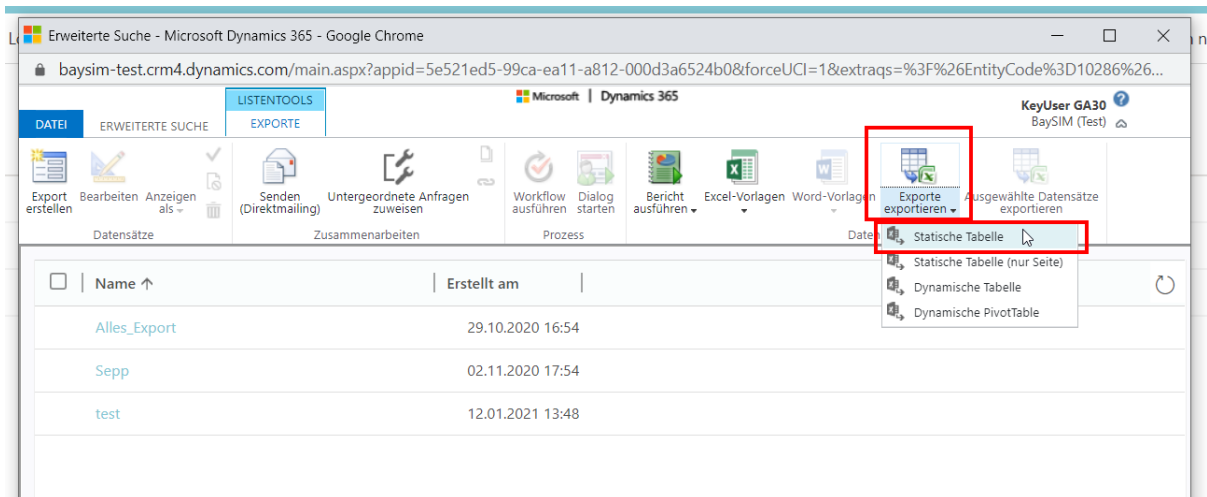 Erweiterte Suche - Microsoft Dynamics 365 - Google Chrome
baysim-test.crm4.dynamics.com/main.aspx?appid=5e521ed5-99ca-ea11-a812-000d3a6524b0&forceUCI=1&extraqs=%3F%26EntityCode%3D10286%26...
LISTENTOOLS
Microsoft | Dynamics 365
KeyUser GA30
DATEI ERWEITERTE SUCHE EXPORTE
BaySIM (Test)
Export erstellen
Bearbeiten
Anzeigen als
Senden (Direktmailing)
Untergeordnete Anfragen zuweisen
Workflow ausführen
Dialog starten
Bericht ausführen
Excel-Vorlagen
Word-Vorlagen
Exporte exportieren
Ausgewählte Datensätze exportieren
Datensätze
Zusammenarbeiten
Prozess
Daten
Statische Tabelle
Statische Tabelle (nur Seite)
Dynamische Tabelle
Dynamische PivotTable
Name Erstellt am
Alles_Export 29.10.2020 16:54
Sepp 02.11.2020 17:54
test 12.01.2021 13:48